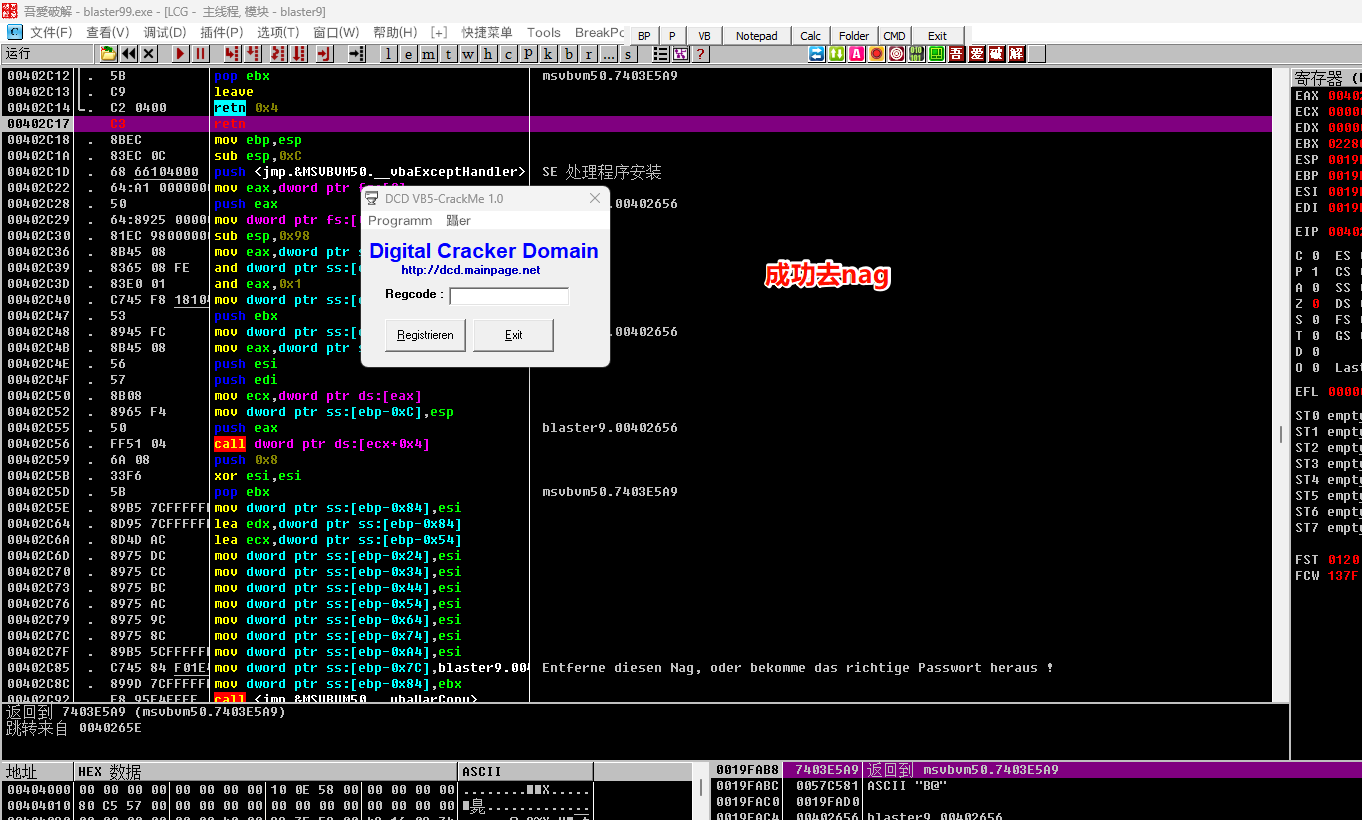 吾愛破解 - blaster99.exe - [LCG - 主线程, 模块 - blaster9]
文件(F) 查看(V) 调试(D) 插件(P) 选项(T) 窗口(W) 帮助(H) [+] 快捷菜单 Tools BreakPo BP P VB Notepad Calc Folder CMD Exit
运行 l e m t w h c p k b r ... s ? 吾 爱 破 解
00402C12 . 5B pop ebx msvbvm50.7403E5A9
00402C13 . C9 leave
00402C14 . C2 0400 retn 0x4
00402C17 C3 retn
00402C18 . 8BEC mov ebp,esp
00402C1A . 83EC 0C sub esp,0xC
00402C1D . 68 66104000 push <jmp.&MSVBVM50.__vbaExceptHandler> SE 处理程序安装
00402C22 . 64:A1 0000000 mov eax,dword ptr
00402C28 . 50 push eax .00402656
00402C29 . 64:8925 00000 mov dword ptr fs:[
00402C30 . 81EC 98000000 sub esp,0x98
00402C36 . 8B45 08 mov eax,dword ptr
00402C39 . 8365 08 FE and dword ptr ss:[
00402C3D . 83E0 01 and eax,0x1
00402C40 . C745 F8 18104 mov dword ptr ss:[
00402C47 . 53 push ebx
00402C48 . 8945 FC mov dword ptr ss:[ .00402656
00402C4B . 8B45 08 mov eax,dword ptr
00402C4E . 56 push esi
00402C4F . 57 push edi
00402C50 . 8B08 mov ecx,dword ptr ds:[eax]
00402C52 . 8965 F4 mov dword ptr ss:[ebp-0xC],esp
00402C55 . 50 push eax blaster9.00402656
00402C56 . FF51 04 call dword ptr ds:[ecx+0x4]
00402C59 . 6A 08 push 0x8
00402C5B . 33F6 xor esi,esi
00402C5D . 5B pop ebx msvbvm50.7403E5A9
00402C5E . 89B5 7CFFFFFF mov dword ptr ss:[ebp-0x84],esi
00402C64 . 8D95 7CFFFFFF lea edx,dword ptr ss:[ebp-0x84]
00402C6A . 8D4D AC lea ecx,dword ptr ss:[ebp-0x54]
00402C6D . 8975 DC mov dword ptr ss:[ebp-0x24],esi
00402C70 . 8975 CC mov dword ptr ss:[ebp-0x34],esi
00402C73 . 8975 BC mov dword ptr ss:[ebp-0x44],esi
00402C76 . 8975 AC mov dword ptr ss:[ebp-0x54],esi
00402C79 . 8975 9C mov dword ptr ss:[ebp-0x64],esi
00402C7C . 8975 8C mov dword ptr ss:[ebp-0x74],esi
00402C7F . 89B5 5CFFFFFF mov dword ptr ss:[ebp-0xA4],esi
00402C85 . C745 84 F01E4 mov dword ptr ss:[ebp-0x7C],blaster9.004 Entferne diesen Nag, oder bekomme das richtige Passwort heraus !
00402C8C . 899D 7CFFFFFF mov dword ptr ss:[ebp-0x84],ebx
00402C92 . E8 95E4FFFF call <jmp.&MSVBVM50.__vbaVarCopy>
DCD VB5-CrackMe 1.0
Programm 躧er
Digital Cracker Domain
http://dcd.mainpage.net
Regcode :
Registrieren Exit
成功去nag
寄存器
EAX 00402
ECX 0000
EDX 0000
EBX 0228
ESP 0019F
EBP 0019F
ESI 0019F
EDI 0019F
EIP 00402
C 0 ES
P 1 CS
A 0 SS
Z 0 DS
S 0 FS
T 0 GS
D 0
O 0 Last
EFL 0000
ST0 empty
ST1 empty
ST2 empty
ST3 empty
ST4 empty
ST5 empty
ST6 empty
ST7 empty
FST 0120
FCW 137F
返回到 7403E5A9 (msvbvm50.7403E5A9)
跳转来自 0040265E
地址 HEX 数据 ASCII
00404000 00 00 00 00 00 00 00 00 10 0E 58 00 00 00 00 00
00404010 80 C5 57 00 00 00 00 00 00 00 00 00 00 00 00 00
0019FAB8 7403E5A9 返回到 msvbvm50.7403E5A9
0019FABC 0057C581 ASCII "B@"
0019FAC0 0019FAD0
0019FAC4 00402656 blaster9.00402656